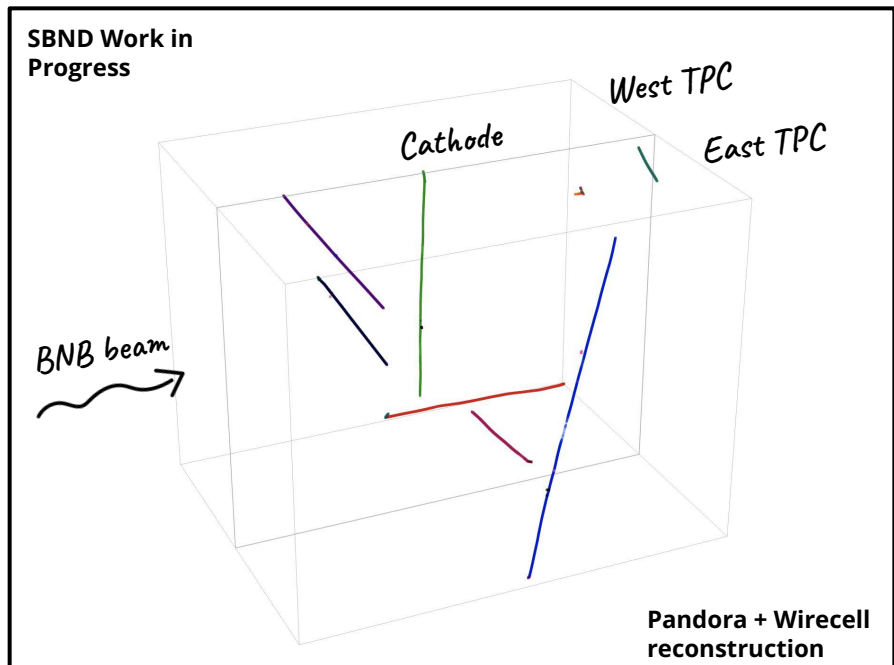 SBND Work in
Progress
West TPC
Cathode
East TPC
BNB beam
Pandora + Wirecell
reconstruction